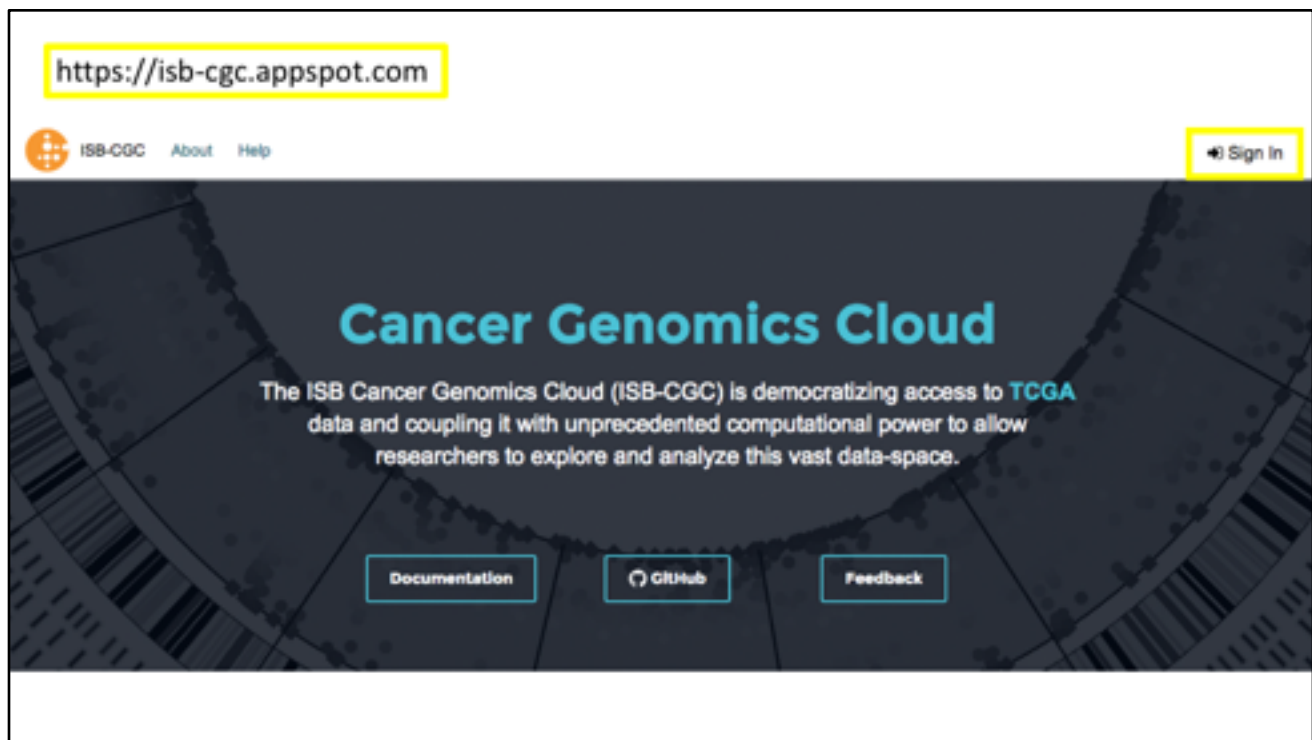 https://isb-cgc.appspot.com
ISB-CGC About Help
Sign In
Cancer Genomics Cloud
The ISB Cancer Genomics Cloud (ISB-CGC) is democratizing access to TCGA
data and coupling it with unprecedented computational power to allow
researchers to explore and analyze this vast data-space.
Documentation GitHub Feedback